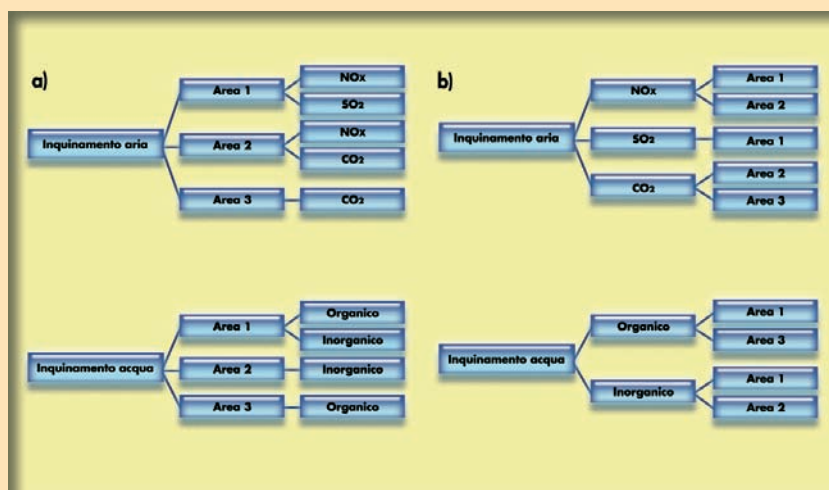 a)
Inquinamento aria
Area 1
NOx
SO2
Area 2
NOx
CO2
Area 3
CO2
Inquinamento acqua
Area 1
Organico
Inorganico
Area 2
Inorganico
Area 3
Organico
b)
Inquinamento aria
NOx
Area 1
Area 2
SO2
Area 1
CO2
Area 2
Area 3
Inquinamento acqua
Organico
Area 1
Area 3
Inorganico
Area 1
Area 2